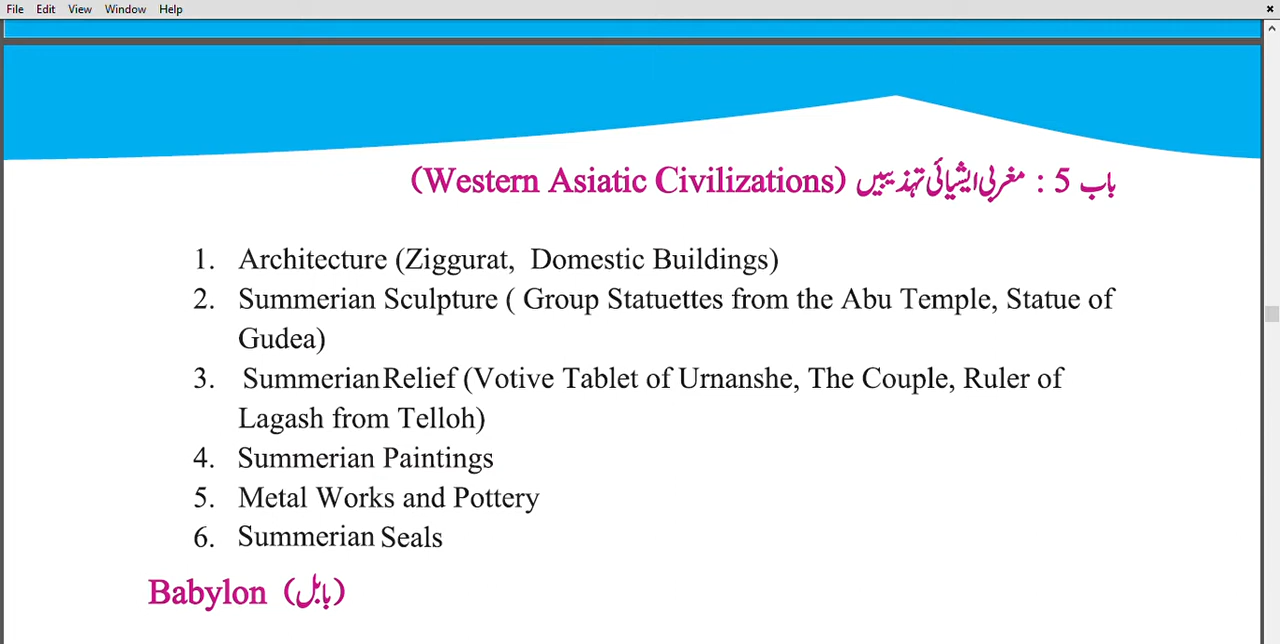 File Edit View Window Help
باب 5 : مغربی ایشیائی تہذیبیں (Western Asiatic Civilizations)
1. Architecture (Ziggurat, Domestic Buildings)
2. Summerian Sculpture ( Group Statuettes from the Abu Temple, Statue of
Gudea)
3. Summerian Relief (Votive Tablet of Urnanshe, The Couple, Ruler of
Lagash from Telloh)
4. Summerian Paintings
5. Metal Works and Pottery
6. Summerian Seals
Babylon (بابل)